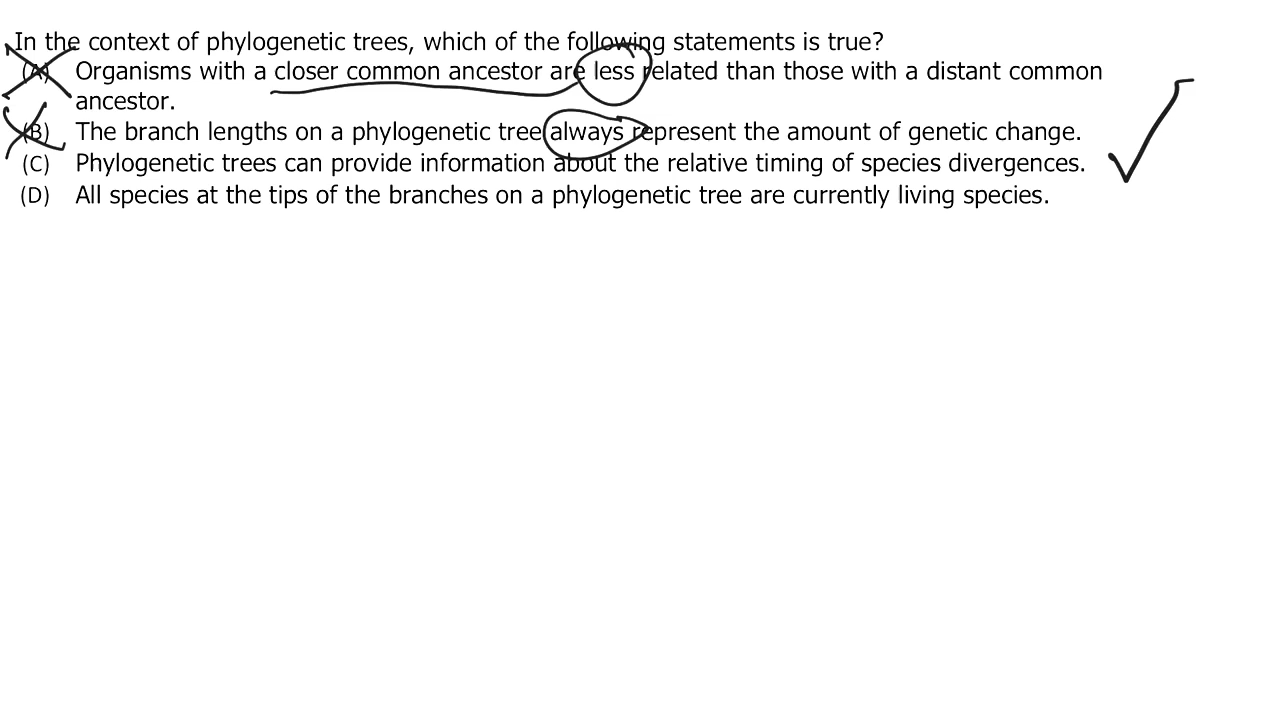 In the context of phylogenetic trees, which of the following statements is true?
(A) Organisms with a closer common ancestor are less related than those with a distant common
ancestor.
(B) The branch lengths on a phylogenetic tree always represent the amount of genetic change.
(C) Phylogenetic trees can provide information about the relative timing of species divergences.
(D) All species at the tips of the branches on a phylogenetic tree are currently living species.